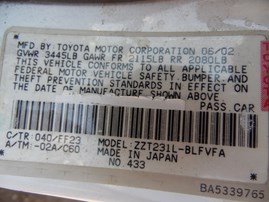 MFD BY TOYOTA MOTOR CORPORATION 06/02
GVWR 3445LB GAWR FR 2115LB RR 2080LB
THIS VEHICLE CONFORMS TO ALL APPLICABLE
FEDERAL MOTOR VEHICLE SAFETY, BUMPER, AND
THEFT PREVENTION STANDARDS IN EFFECT ON THE
DATE OF MANUFACTURE SHOWN ABOVE.
C/TR 040/FF23 MODEL:ZZT231L-BLFVFA
A/TM -02A/C60 MADE IN JAPAN
NO 433
BA5339765